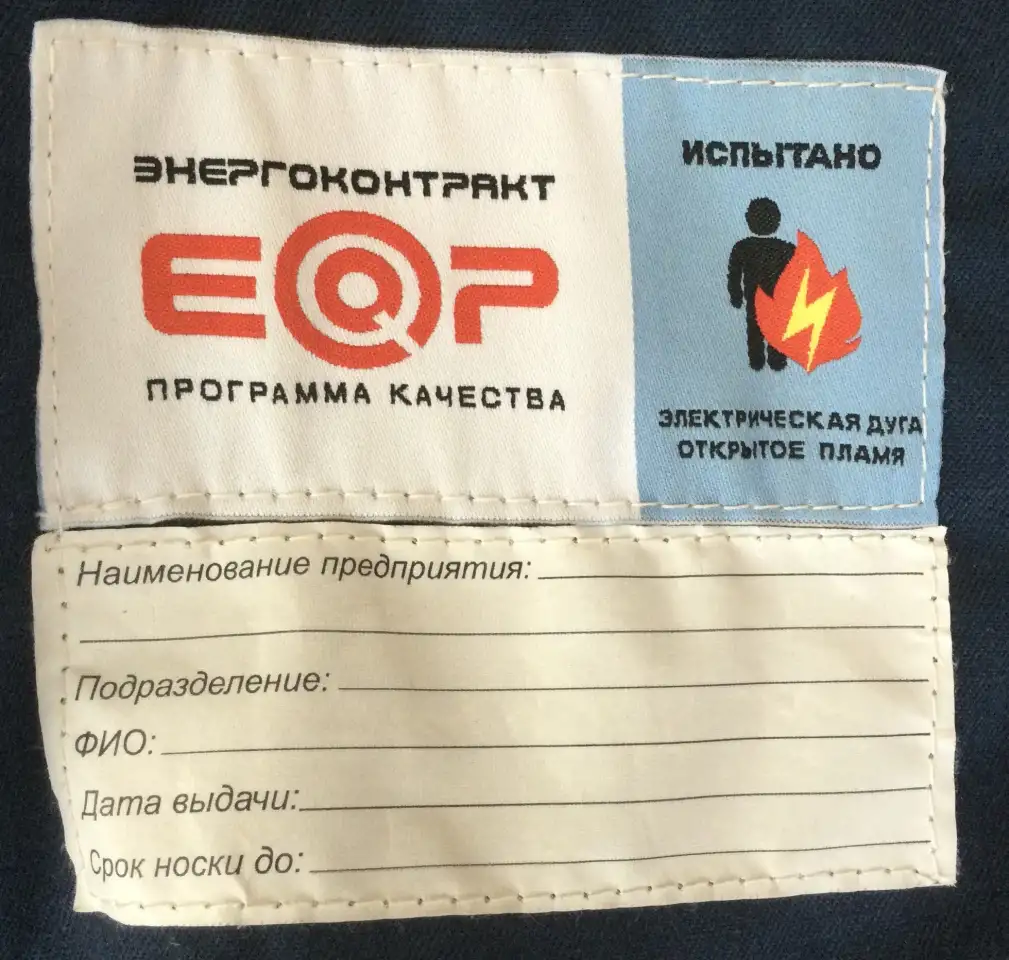 ЭНЕРГОКОНТРАКТ
EQP
ПРОГРАММА КАЧЕСТВА
ИСПЫТАНО
ЭЛЕКТРИЧЕСКАЯ ДУГА
ОТКРЫТОЕ ПЛАМЯ
Наименование предприятия:
Подразделение:
ФИО:
Дата выдачи:
Срок носки до: